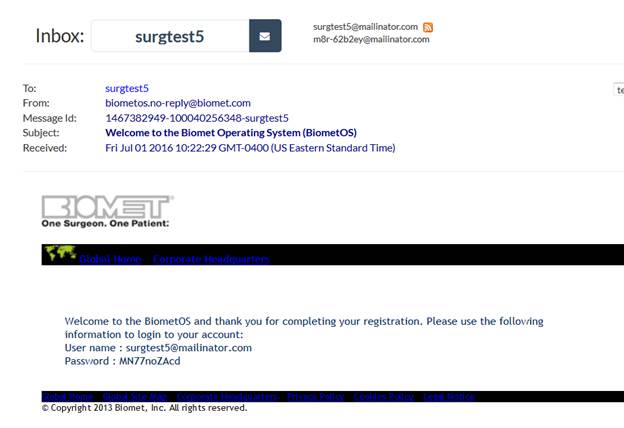 Inbox: surgtest5
surgtest5@mailinator.com
m8r-62b2ey@mailinator.com
To: surgtest5
From: biometos.no-reply@biomet.com
Message Id: 1467382949-100040256348-surgtest5
Subject: Welcome to the Biomet Operating System (BiometOS)
Received: Fri Jul 01 2016 10:22:29 GMT-0400 (US Eastern Standard Time)
te
BIOMET
One Surgeon. One Patient.
Global Home Corporate Headquarters
Welcome to the BiometOS and thank you for completing your registration. Please use the following
information to login to your account:
User name : surgtest5@mailinator.com
Password : MN77noZAcd
Global Home Global Site Map Corporate Headquarters Privacy Policy Cookies Policy Legal Notice
© Copyright 2013 Biomet, Inc. All rights reserved.